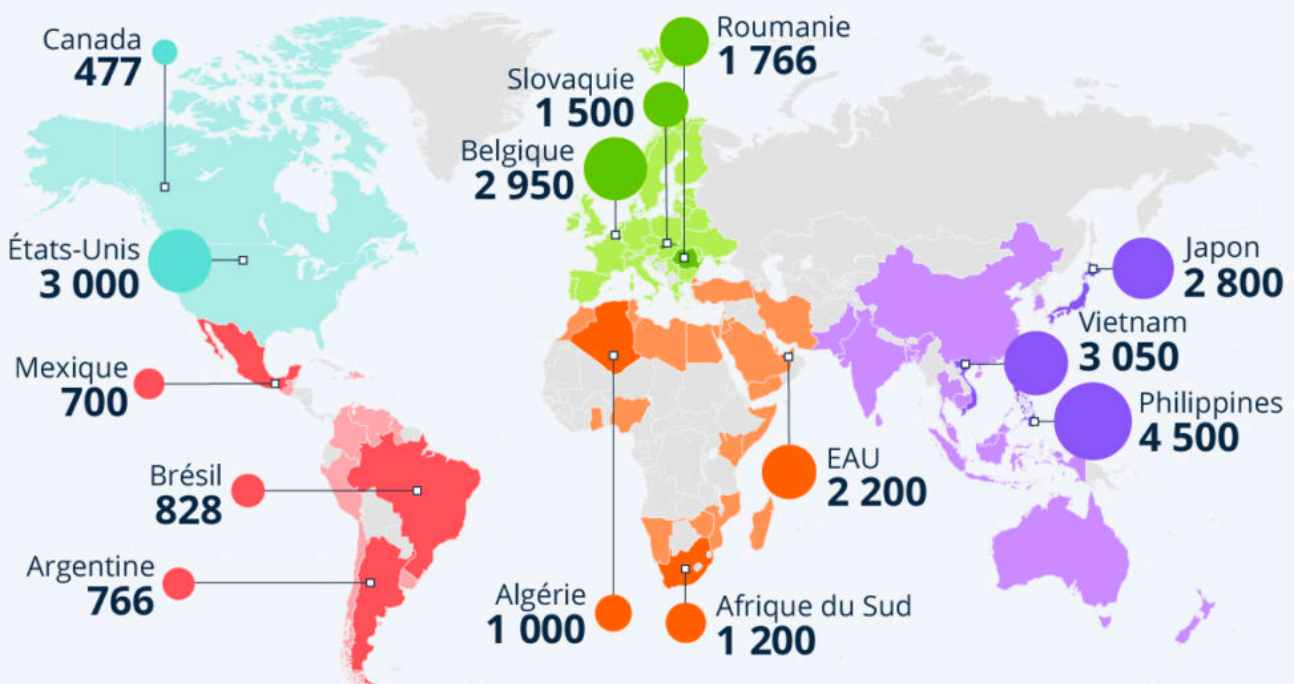 Canada
477
États-Unis
3 000
Mexique
700
Brésil
828
Argentine
766
Roumanie
1 766
Slovaquie
1 500
Belgique
2 950
Algérie
1 000
Afrique du Sud
1 200
EAU
2 200
Japon
2 800
Vietnam
3 050
Philippines
4 500